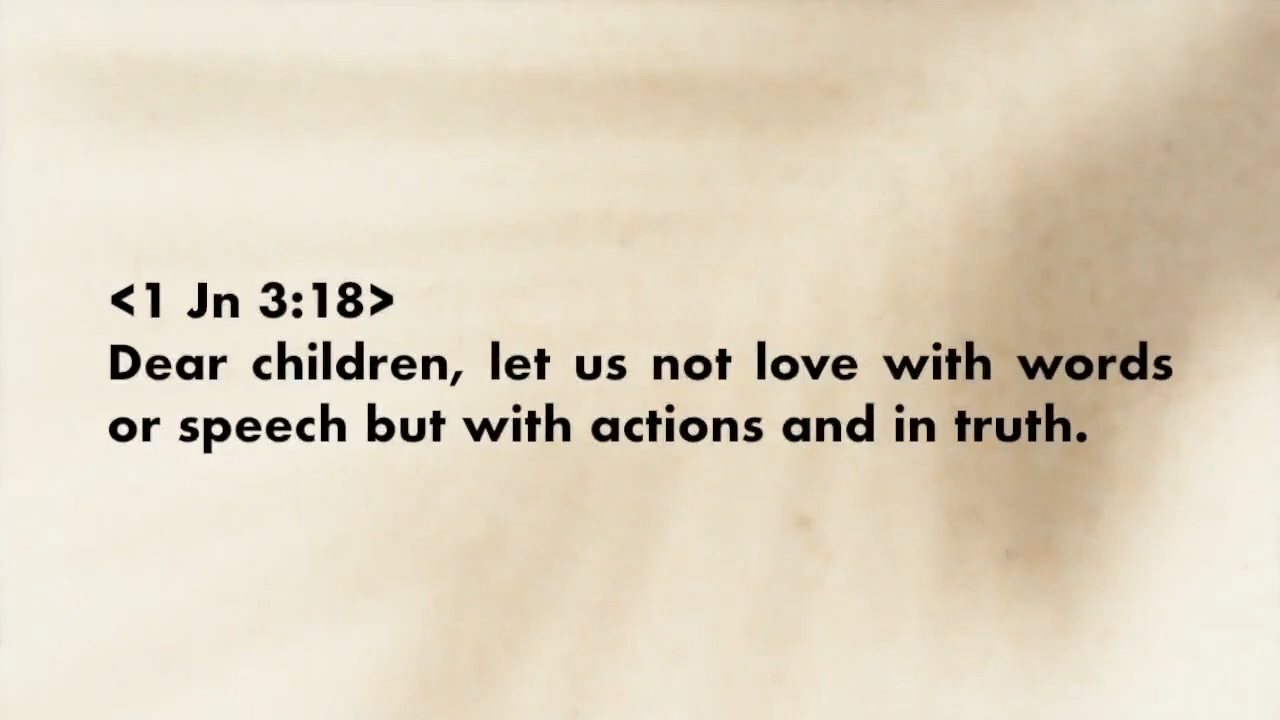 <1 Jn 3:18>
Dear children, let us not love with words
or speech but with actions and in truth.